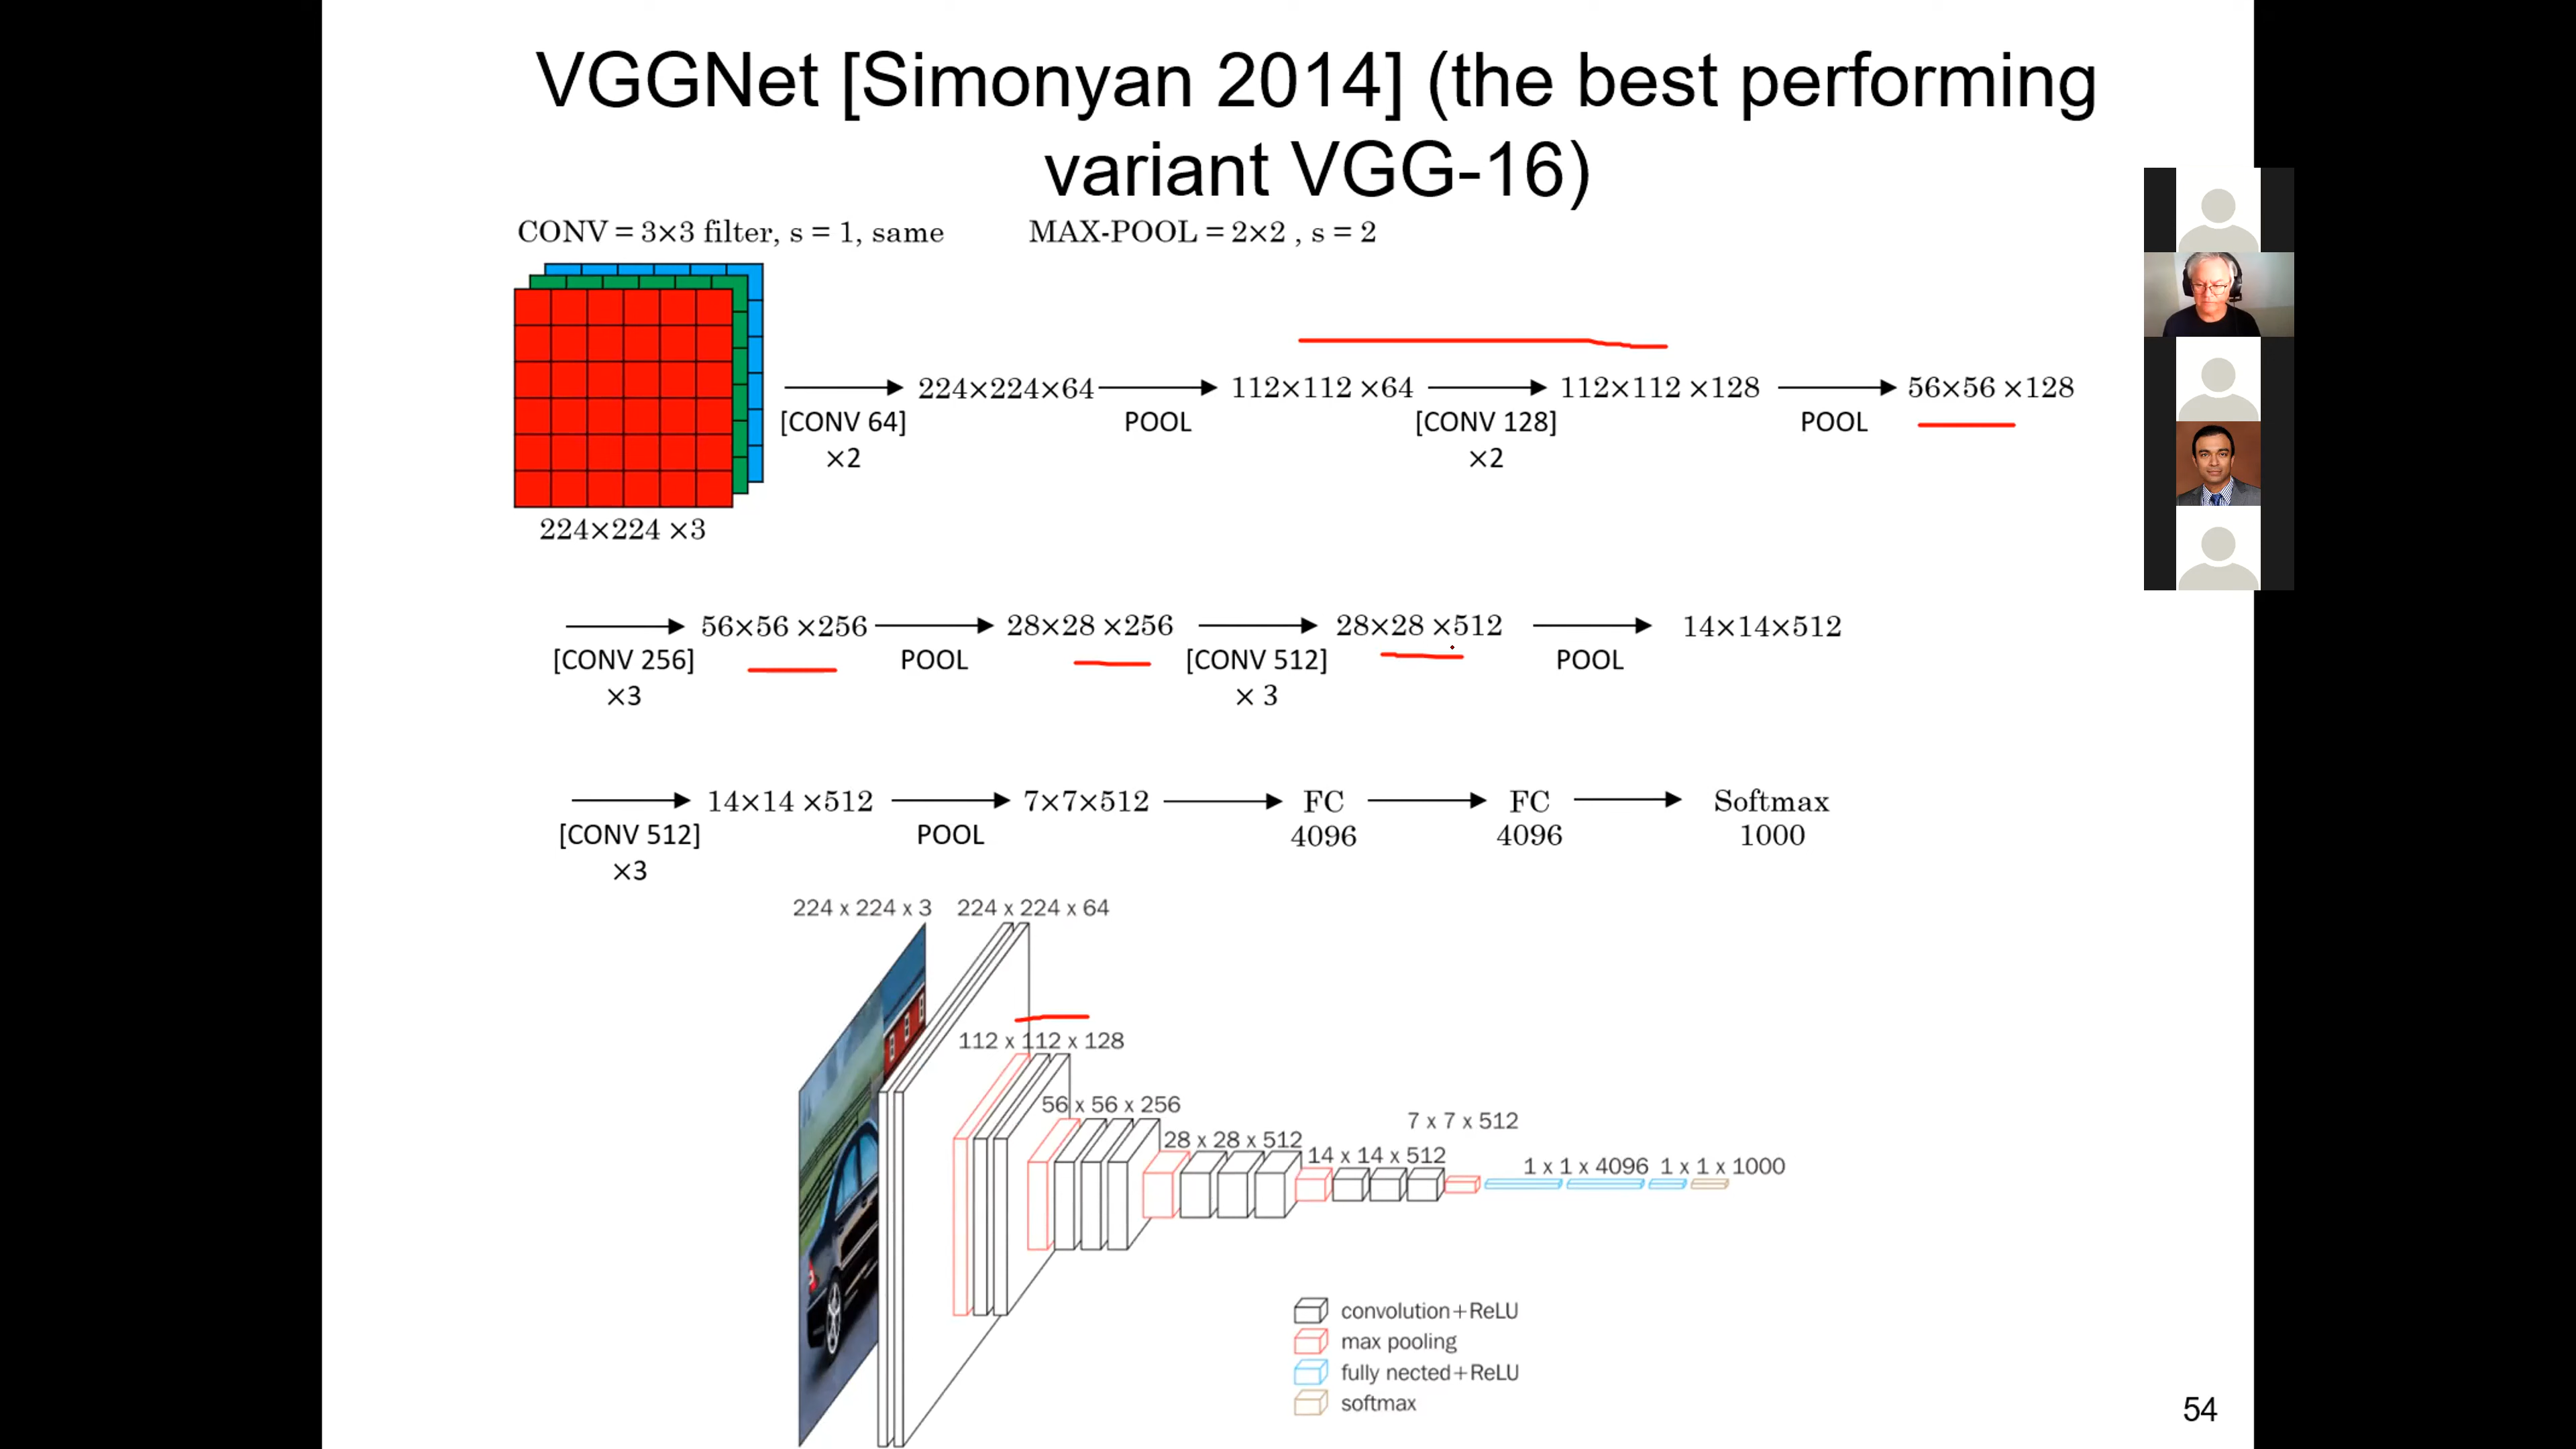 VGGNet [Simonyan 2014] (the best performing
variant VGG-16)
CONV = 3×3 filter, s = 1, same MAX-POOL = 2×2 , s = 2
224×224×64 112×112 ×64 112×112 ×128 56×56 ×128
[CONV 64] POOL [CONV 128] POOL
×2 ×2
224×224 ×3
56×56 ×256 28×28 ×256 28×28 ×512 14×14×512
[CONV 256] POOL [CONV 512] POOL
×3 × 3
14×14 ×512 7×7×512 FC FC Softmax
[CONV 512] POOL 4096 4096 1000
×3
224 x 224 x 3 224 x 224 x 64
112 x 112 x 128
56 x 56 x 256
28 x 28 x 512
14 x 14 x 512
7 x 7 x 512
1 x 1 x 4096 1 x 1 x 1000
convolution+ReLU
max pooling
fully nected+ReLU
softmax
54